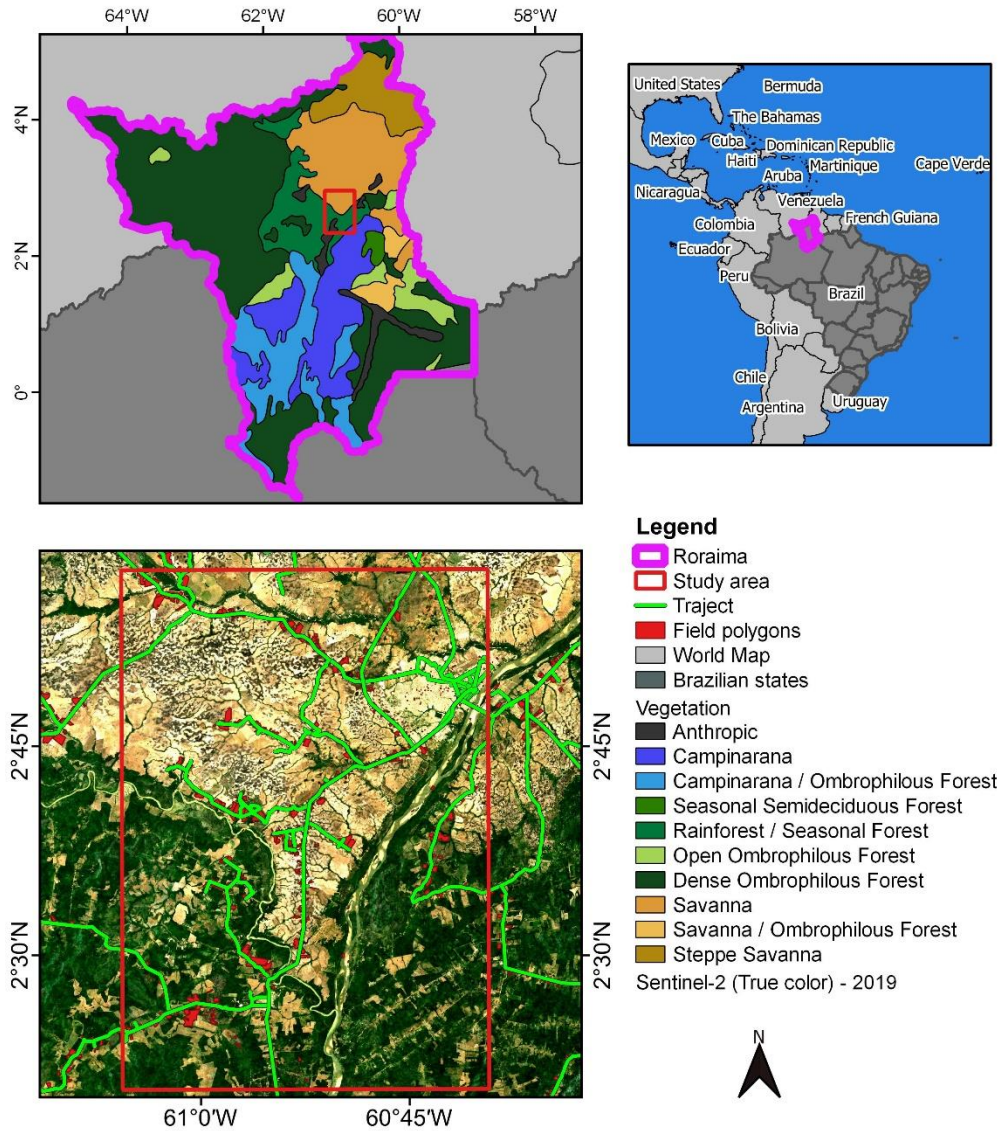 64°W 62°W 60°W 58°W
4°N
2°N
0°
United States
Bermuda
The Bahamas
Mexico
Cuba
Dominican Republic
Haiti
Martinique
Cape Verde
Aruba
Nicaragua
Venezuela
Colombia
French Guiana
Ecuador
Peru
Brazil
Bolivia
Chile
Argentina
Uruguay
2°45'N
2°30'N
2°45'N
2°30'N
61°0'W 60°45'W
Legend
Roraima
Study area
Traject
Field polygons
World Map
Brazilian states
Vegetation
Anthropic
Campinarana
Campinarana / Ombrophilous Forest
Seasonal Semideciduous Forest
Rainforest / Seasonal Forest
Open Ombrophilous Forest
Dense Ombrophilous Forest
Savanna
Savanna / Ombrophilous Forest
Steppe Savanna
Sentinel-2 (True color) - 2019
N